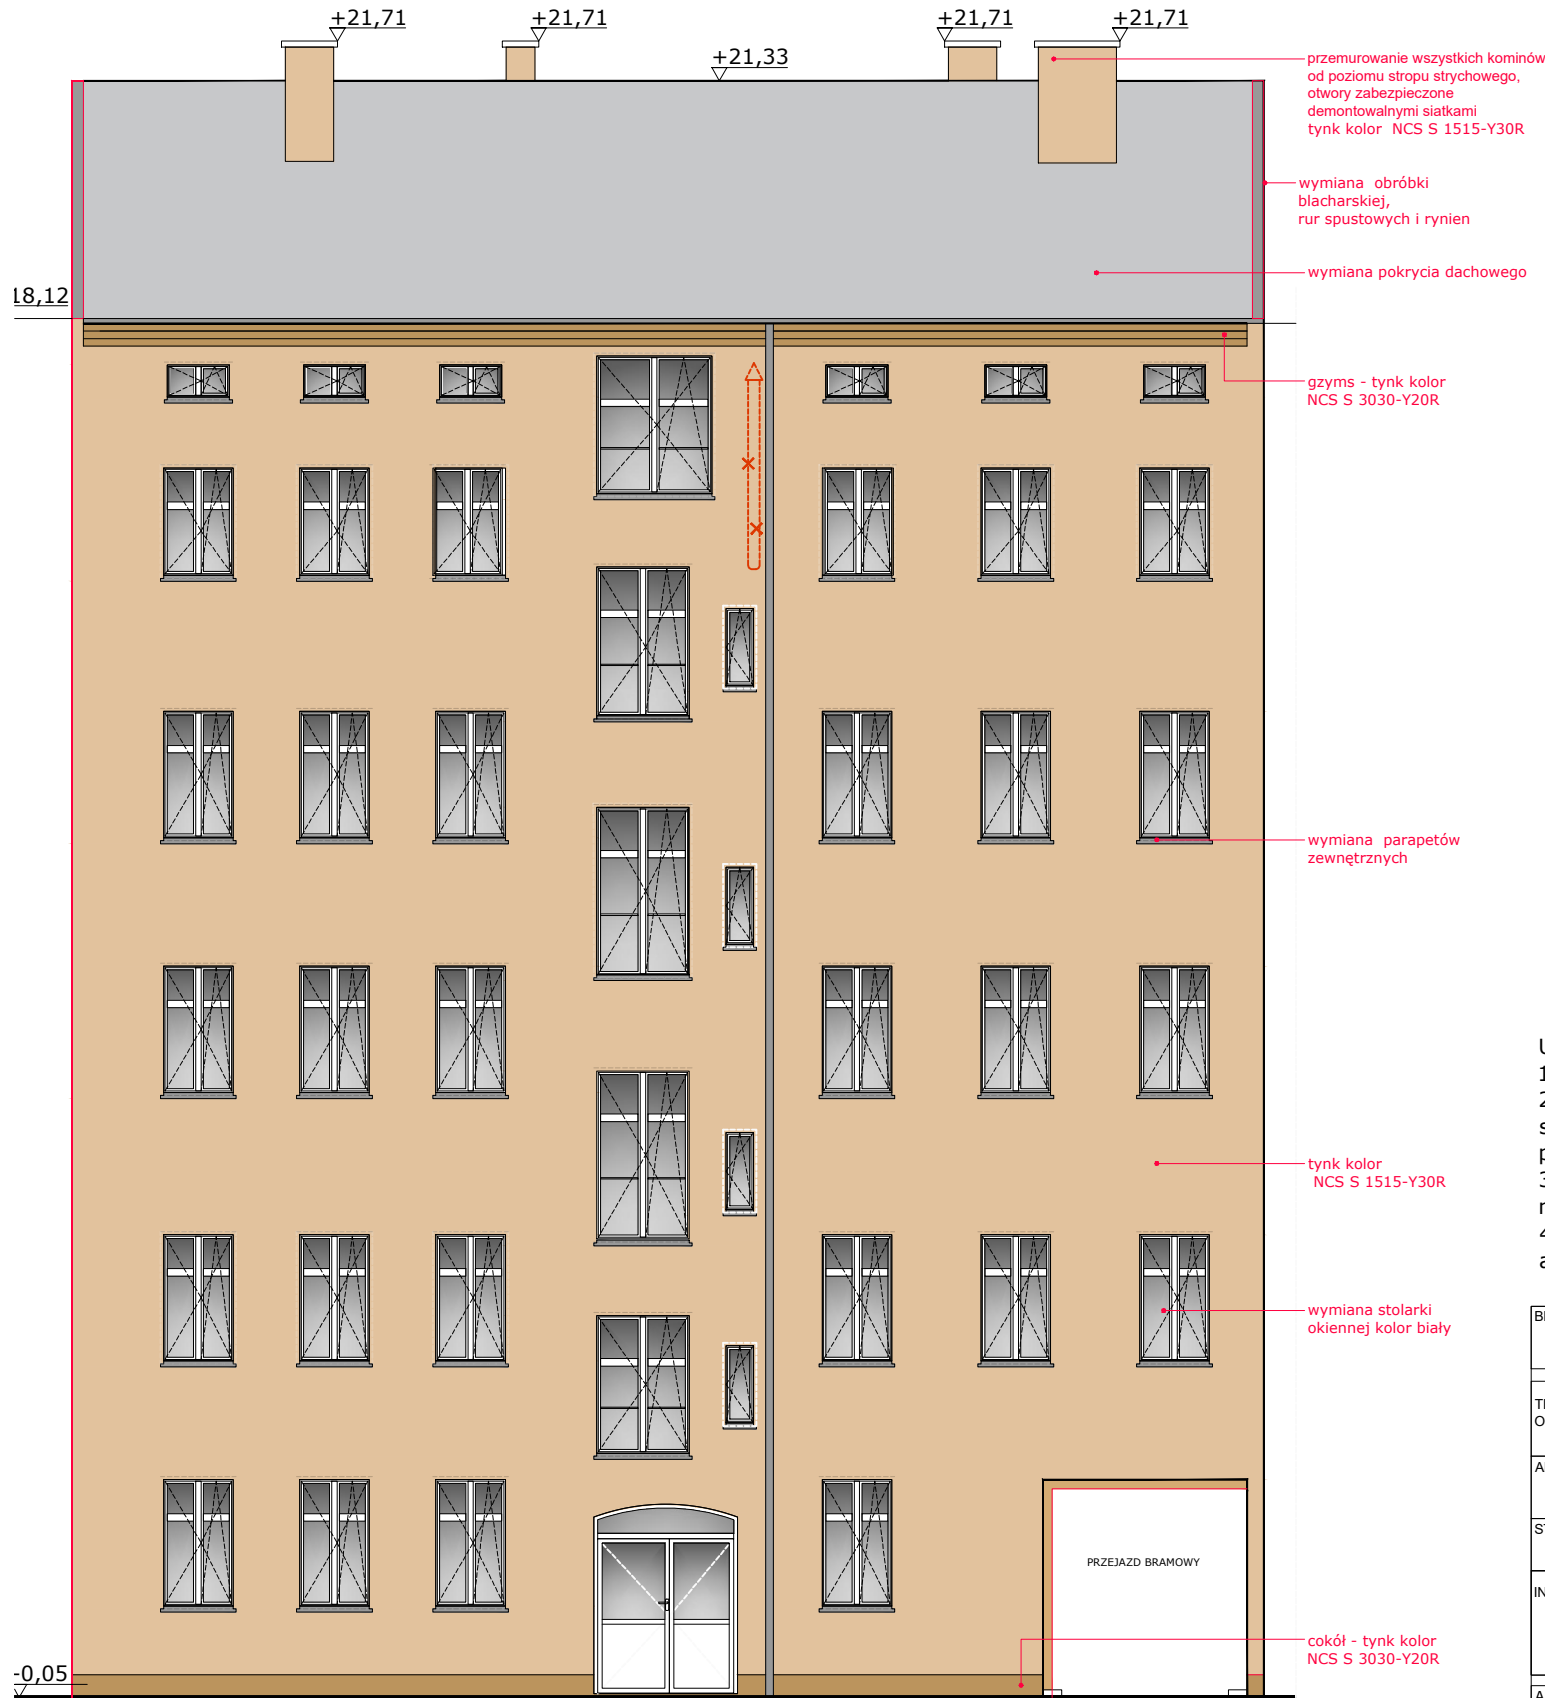 +21,71
+21,71
+21,71
+21,71
+21,33
przemurowanie wszystkich kominów
od poziomu stropu strychowego,
otwory zabezpieczone
demontowalnymi siatkami
tynk kolor NCS S 1515-Y30R
wymiana obróbki
blacharskiej,
rur spustowych i rynien
wymiana pokrycia dachowego
18,12
gzyms - tynk kolor
NCS S 3030-Y20R
wymiana parapetów
zewnętrznych
tynk kolor
NCS S 1515-Y30R
wymiana stolarki
okiennej kolor biały
PRZEJAZD BRAMOWY
cokół - tynk kolor
NCS S 3030-Y20R
-0,05